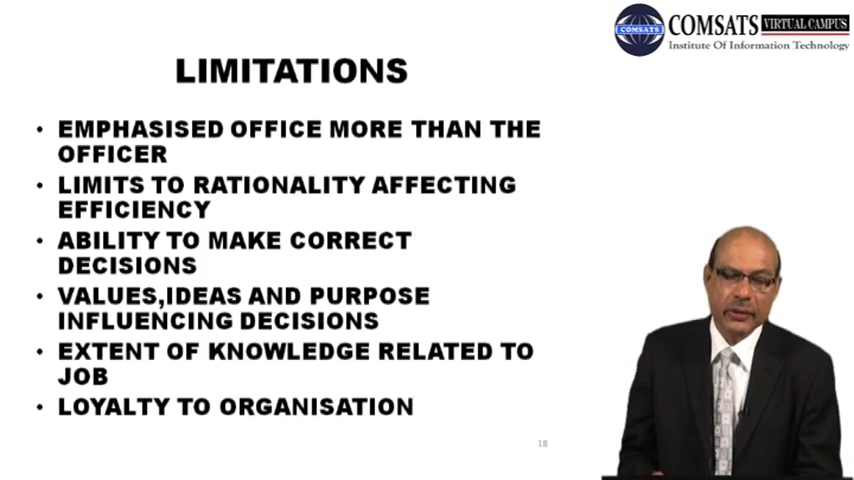 COMSATS VIRTUAL CAMPUS
COMSATS
Institute Of Information Technology
LIMITATIONS
• EMPHASISED OFFICE MORE THAN THE
OFFICER
• LIMITS TO RATIONALITY AFFECTING
EFFICIENCY
• ABILITY TO MAKE CORRECT
DECISIONS
• VALUES,IDEAS AND PURPOSE
INFLUENCING DECISIONS
• EXTENT OF KNOWLEDGE RELATED TO
JOB
• LOYALTY TO ORGANISATION
18